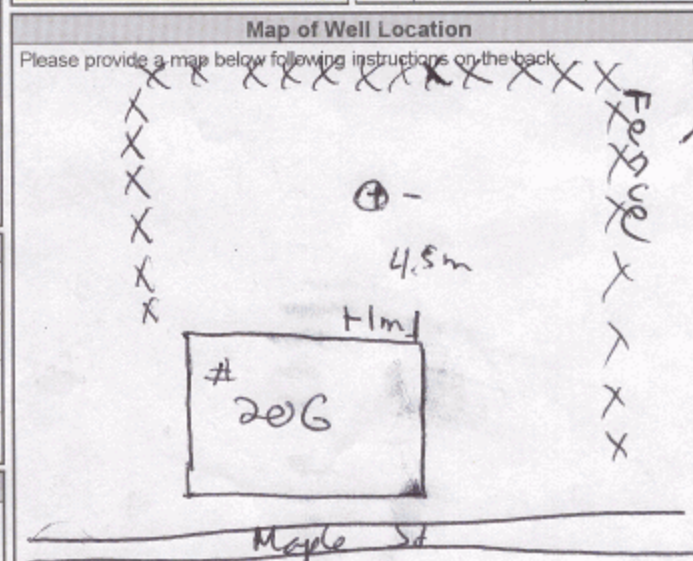 Map of Well Location
Please provide a map below following instructions on the back.
Fence
4.5m
1m
#
206
Maple St